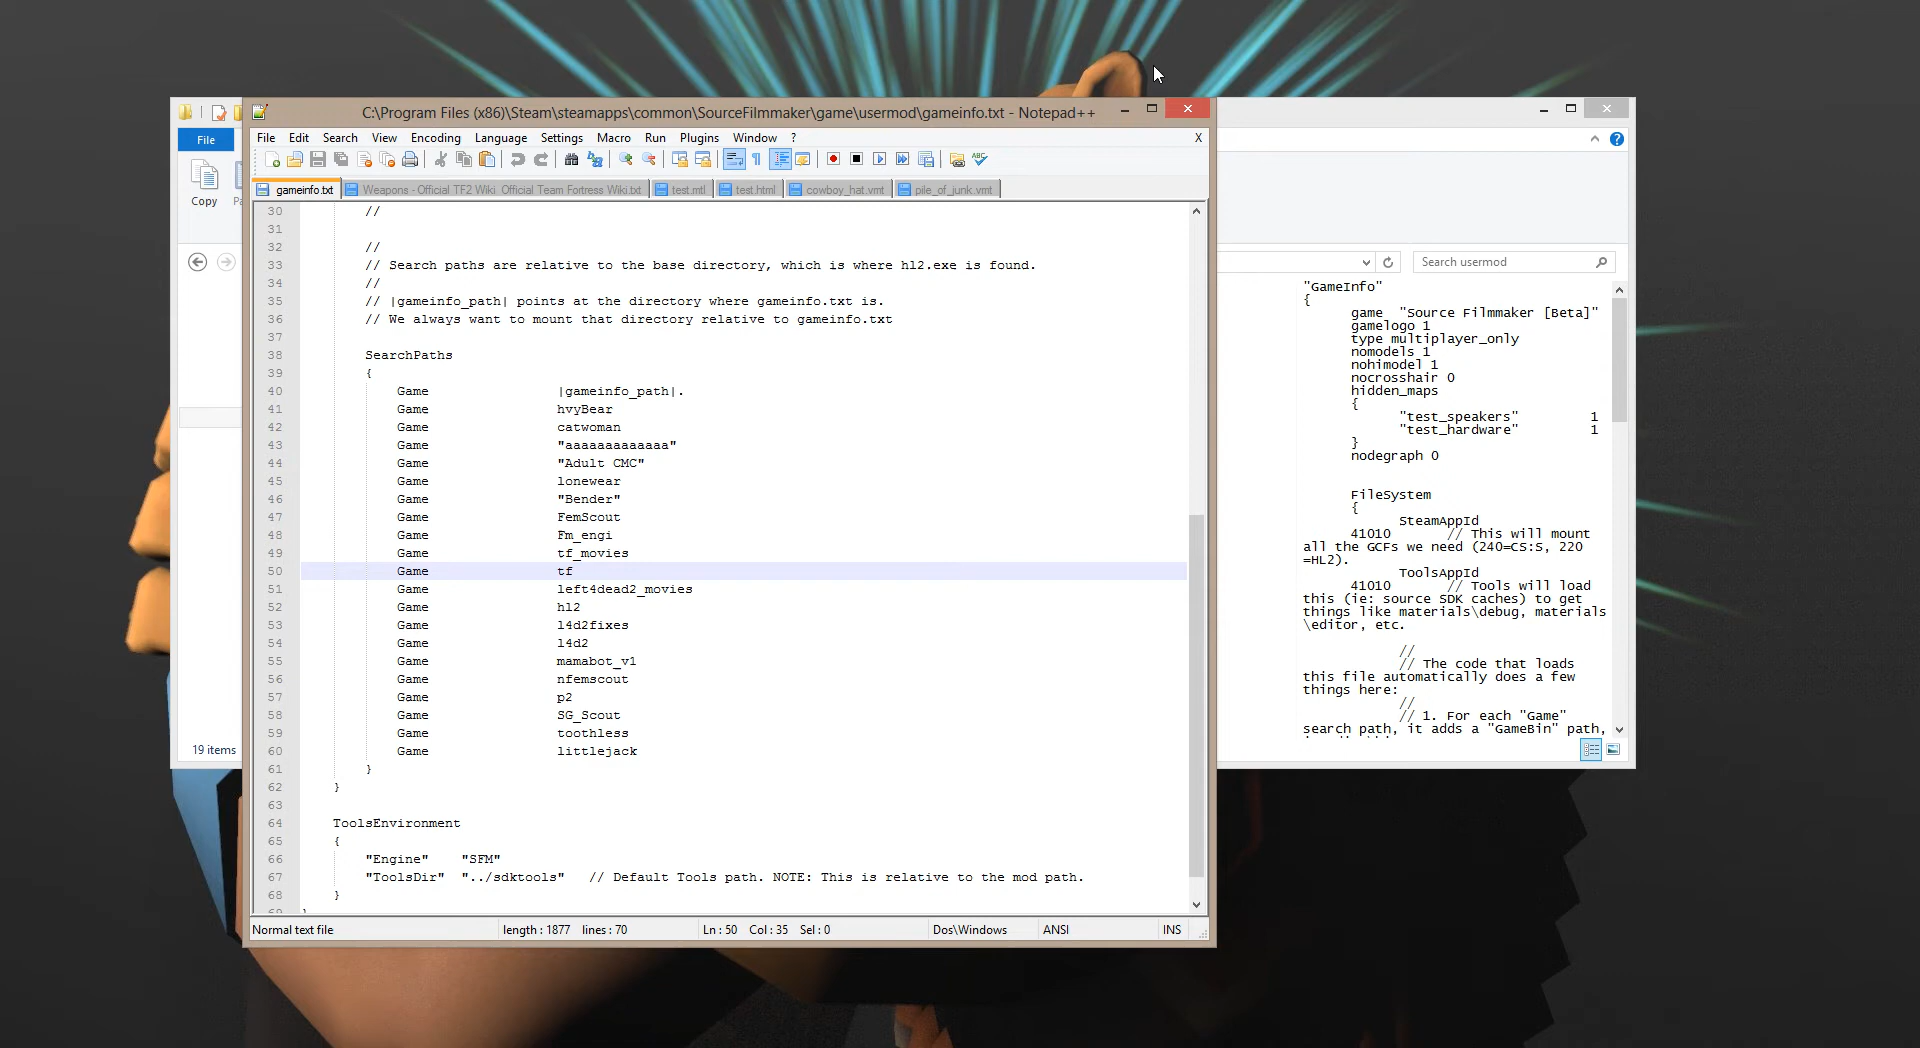 C:\Program Files (x86)\Steam\steamapps\common\SourceFilmmaker\game\usermod\gameinfo.txt - Notepad++
File Edit Search View Encoding Language Settings Macro Run Plugins Window ?
X
gameinfo.txt
Weapons - Official TF2 Wiki. Official Team Fortress Wiki.txt
test.mtl
test.html
cowboy_hat.vmt
pile_of_junk.vmt
30 //
31
32 //
33 // Search paths are relative to the base directory, which is where hl2.exe is found.
34 //
35 // |gameinfo_path| points at the directory where gameinfo.txt is.
36 // We always want to mount that directory relative to gameinfo.txt
37
38 SearchPaths
39 {
40 Game |gameinfo_path|.
41 Game hvyBear
42 Game catwoman
43 Game "aaaaaaaaaaaaa"
44 Game "Adult CMC"
45 Game lonewear
46 Game "Bender"
47 Game FemScout
48 Game Fm_engi
49 Game tf_movies
50 Game tf
51 Game left4dead2_movies
52 Game hl2
53 Game l4d2fixes
54 Game l4d2
55 Game mamabot_v1
56 Game nfemscout
57 Game p2
58 Game SG_Scout
59 Game toothless
60 Game littlejack
61 }
62 }
63
64 ToolsEnvironment
65 {
66 "Engine" "SFM"
67 "ToolsDir" "../sdktools" // Default Tools path. NOTE: This is relative to the mod path.
68 }
Normal text file length : 1877 lines : 70 Ln : 50 Col : 35 Sel : 0 Dos\Windows ANSI INS
File
Copy
19 items
Search usermod
"GameInfo"
{
game "Source Filmmaker [Beta]"
gamelogo 1
type multiplayer_only
nomodels 1
nohimodel 1
nocrosshair 0
hidden_maps
{
"test_speakers" 1
"test_hardware" 1
}
nodegraph 0
FileSystem
{
SteamAppId
41010 // This will mount
all the GCFs we need (240=CS:S, 220
=HL2).
ToolsAppId
41010 // Tools will load
this (ie: source SDK caches) to get
things like materials\debug, materials
\editor, etc.
//
// The code that loads
this file automatically does a few
things here:
//
// 1. For each "Game"
search path, it adds a "GameBin" path,